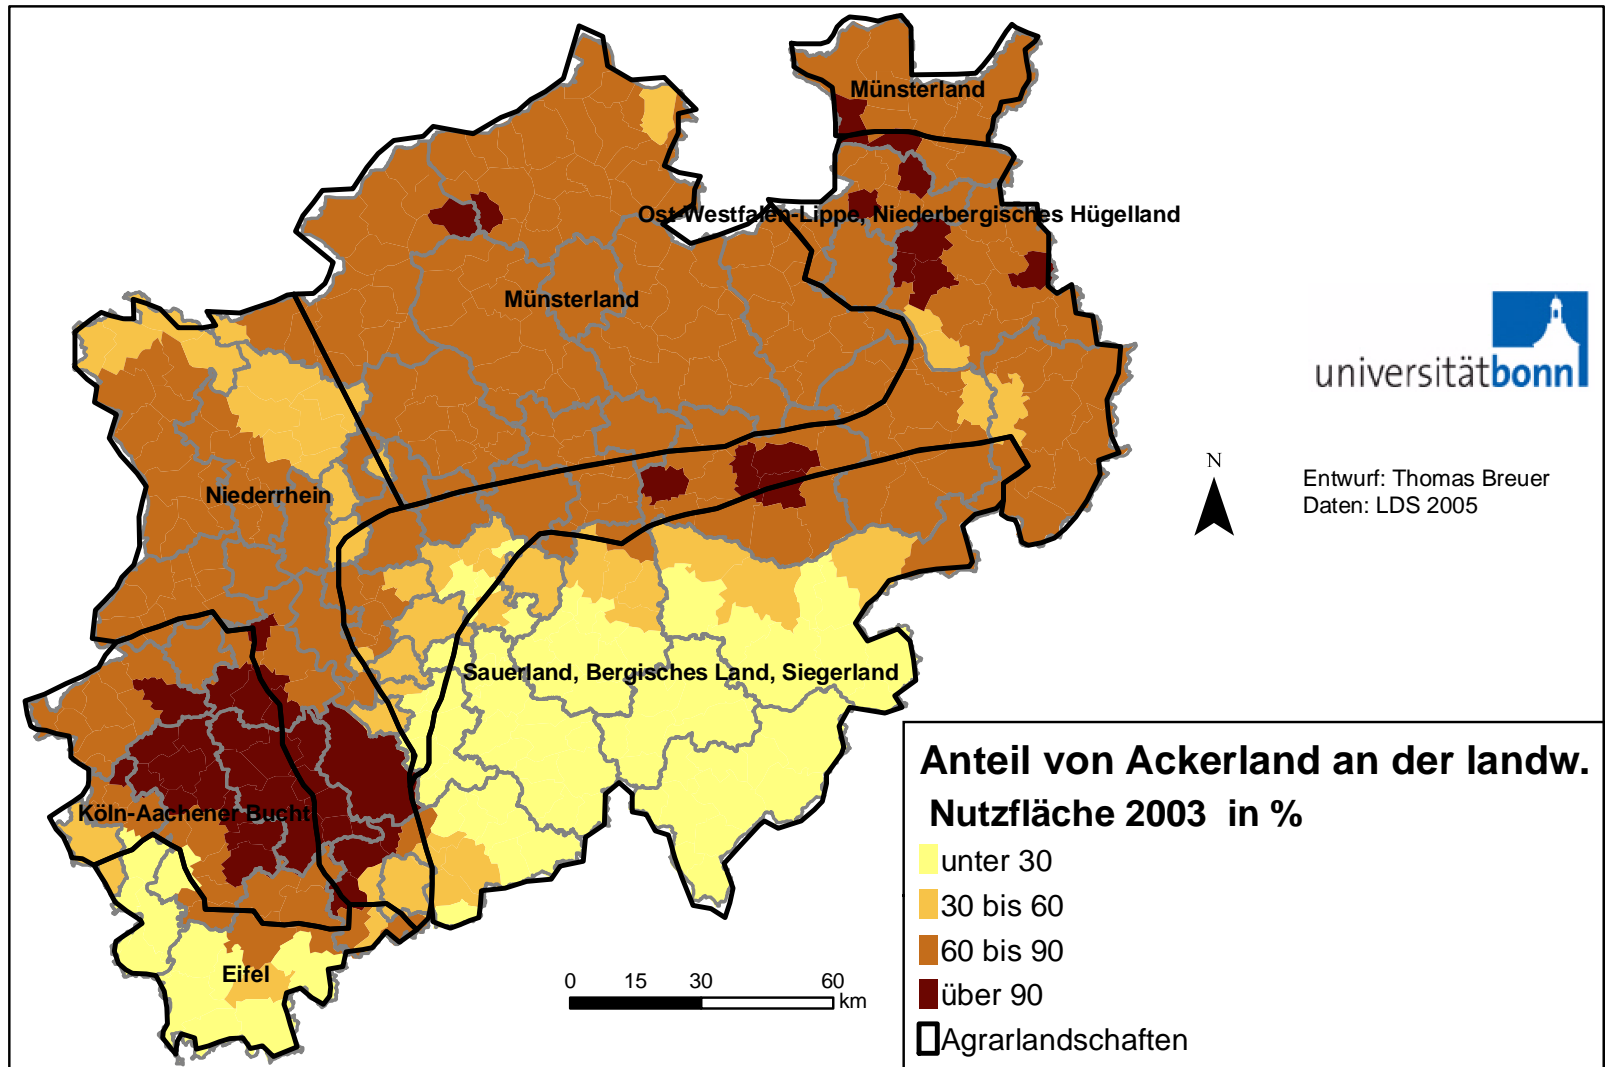 Münsterland
Ost-Westfalen-Lippe, Niederbergisches Hügelland
Münsterland
universitätbonn
N
Niederrhein
Entwurf: Thomas Breuer
Daten: LDS 2005
Sauerland, Bergisches Land, Siegerland
Köln-Aachener Bucht
Eifel
0 15 30 60
km
Anteil von Ackerland an der landw.
Nutzfläche 2003 in %
unter 30
30 bis 60
60 bis 90
über 90
Agrarlandschaften